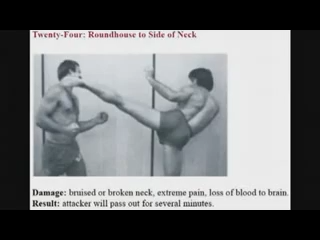 Twenty-Four: Roundhouse to Side of Neck
Damage: bruised or broken neck, extreme pain, loss of blood to brain.
Result: attacker will pass out for several minutes.